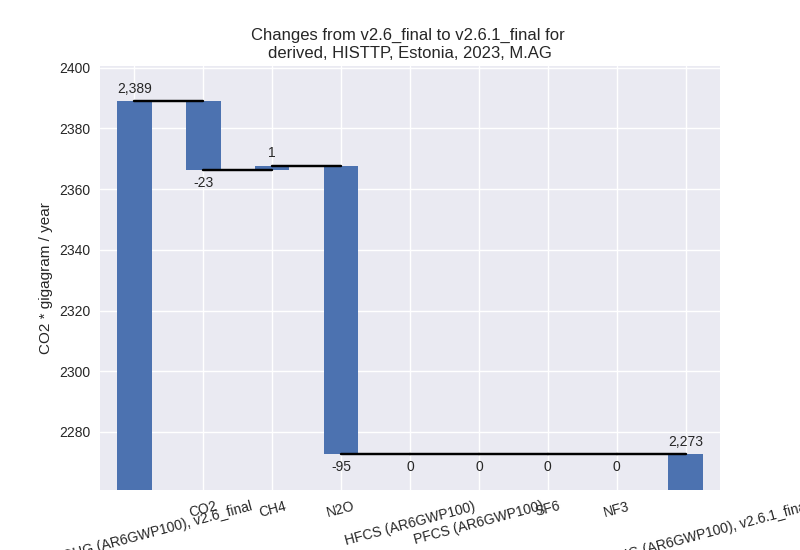 Changes from v2.6_final to v2.6.1_final for
derived, HISTTP, Estonia, 2023, M.AG
CO2 * gigagram / year
2400
2380
2360
2340
2320
2300
2280
2,389
-23
1
-95
0
0
0
0
2,273
(AR6GWP100), v2.6_final
CO2
CH4
N2O
HFCS (AR6GWP100)
PFCS (AR6GWP100)
SF6
NF3
(AR6GWP100), v2.6.1_fina